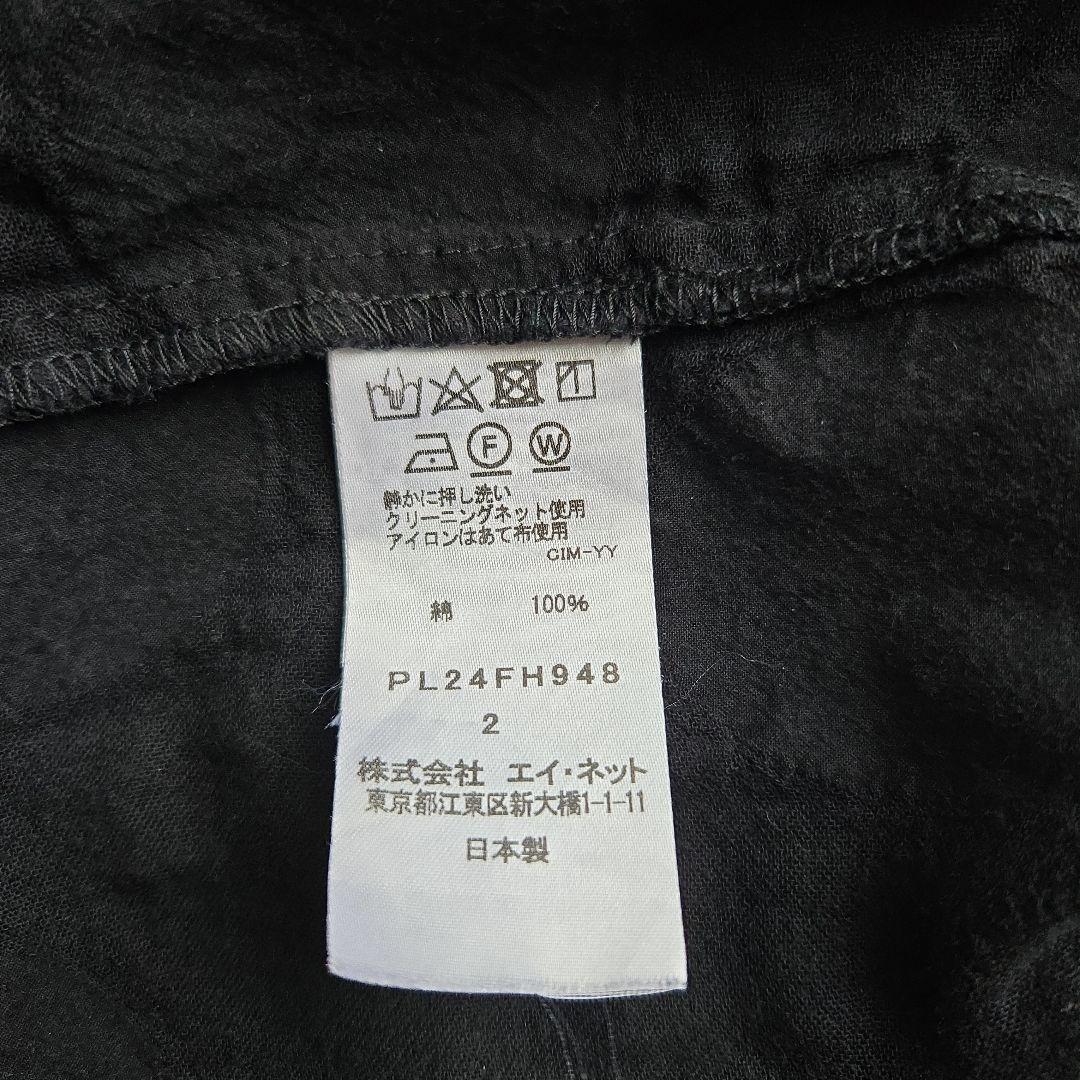 F W
静かに押し洗い
クリーニングネット使用
アイロンはあて布使用
CIM-YY
綿 100%
PL24FH948
2
株式会社 エイ・ネット
東京都江東区新大橋1-1-11
日本製